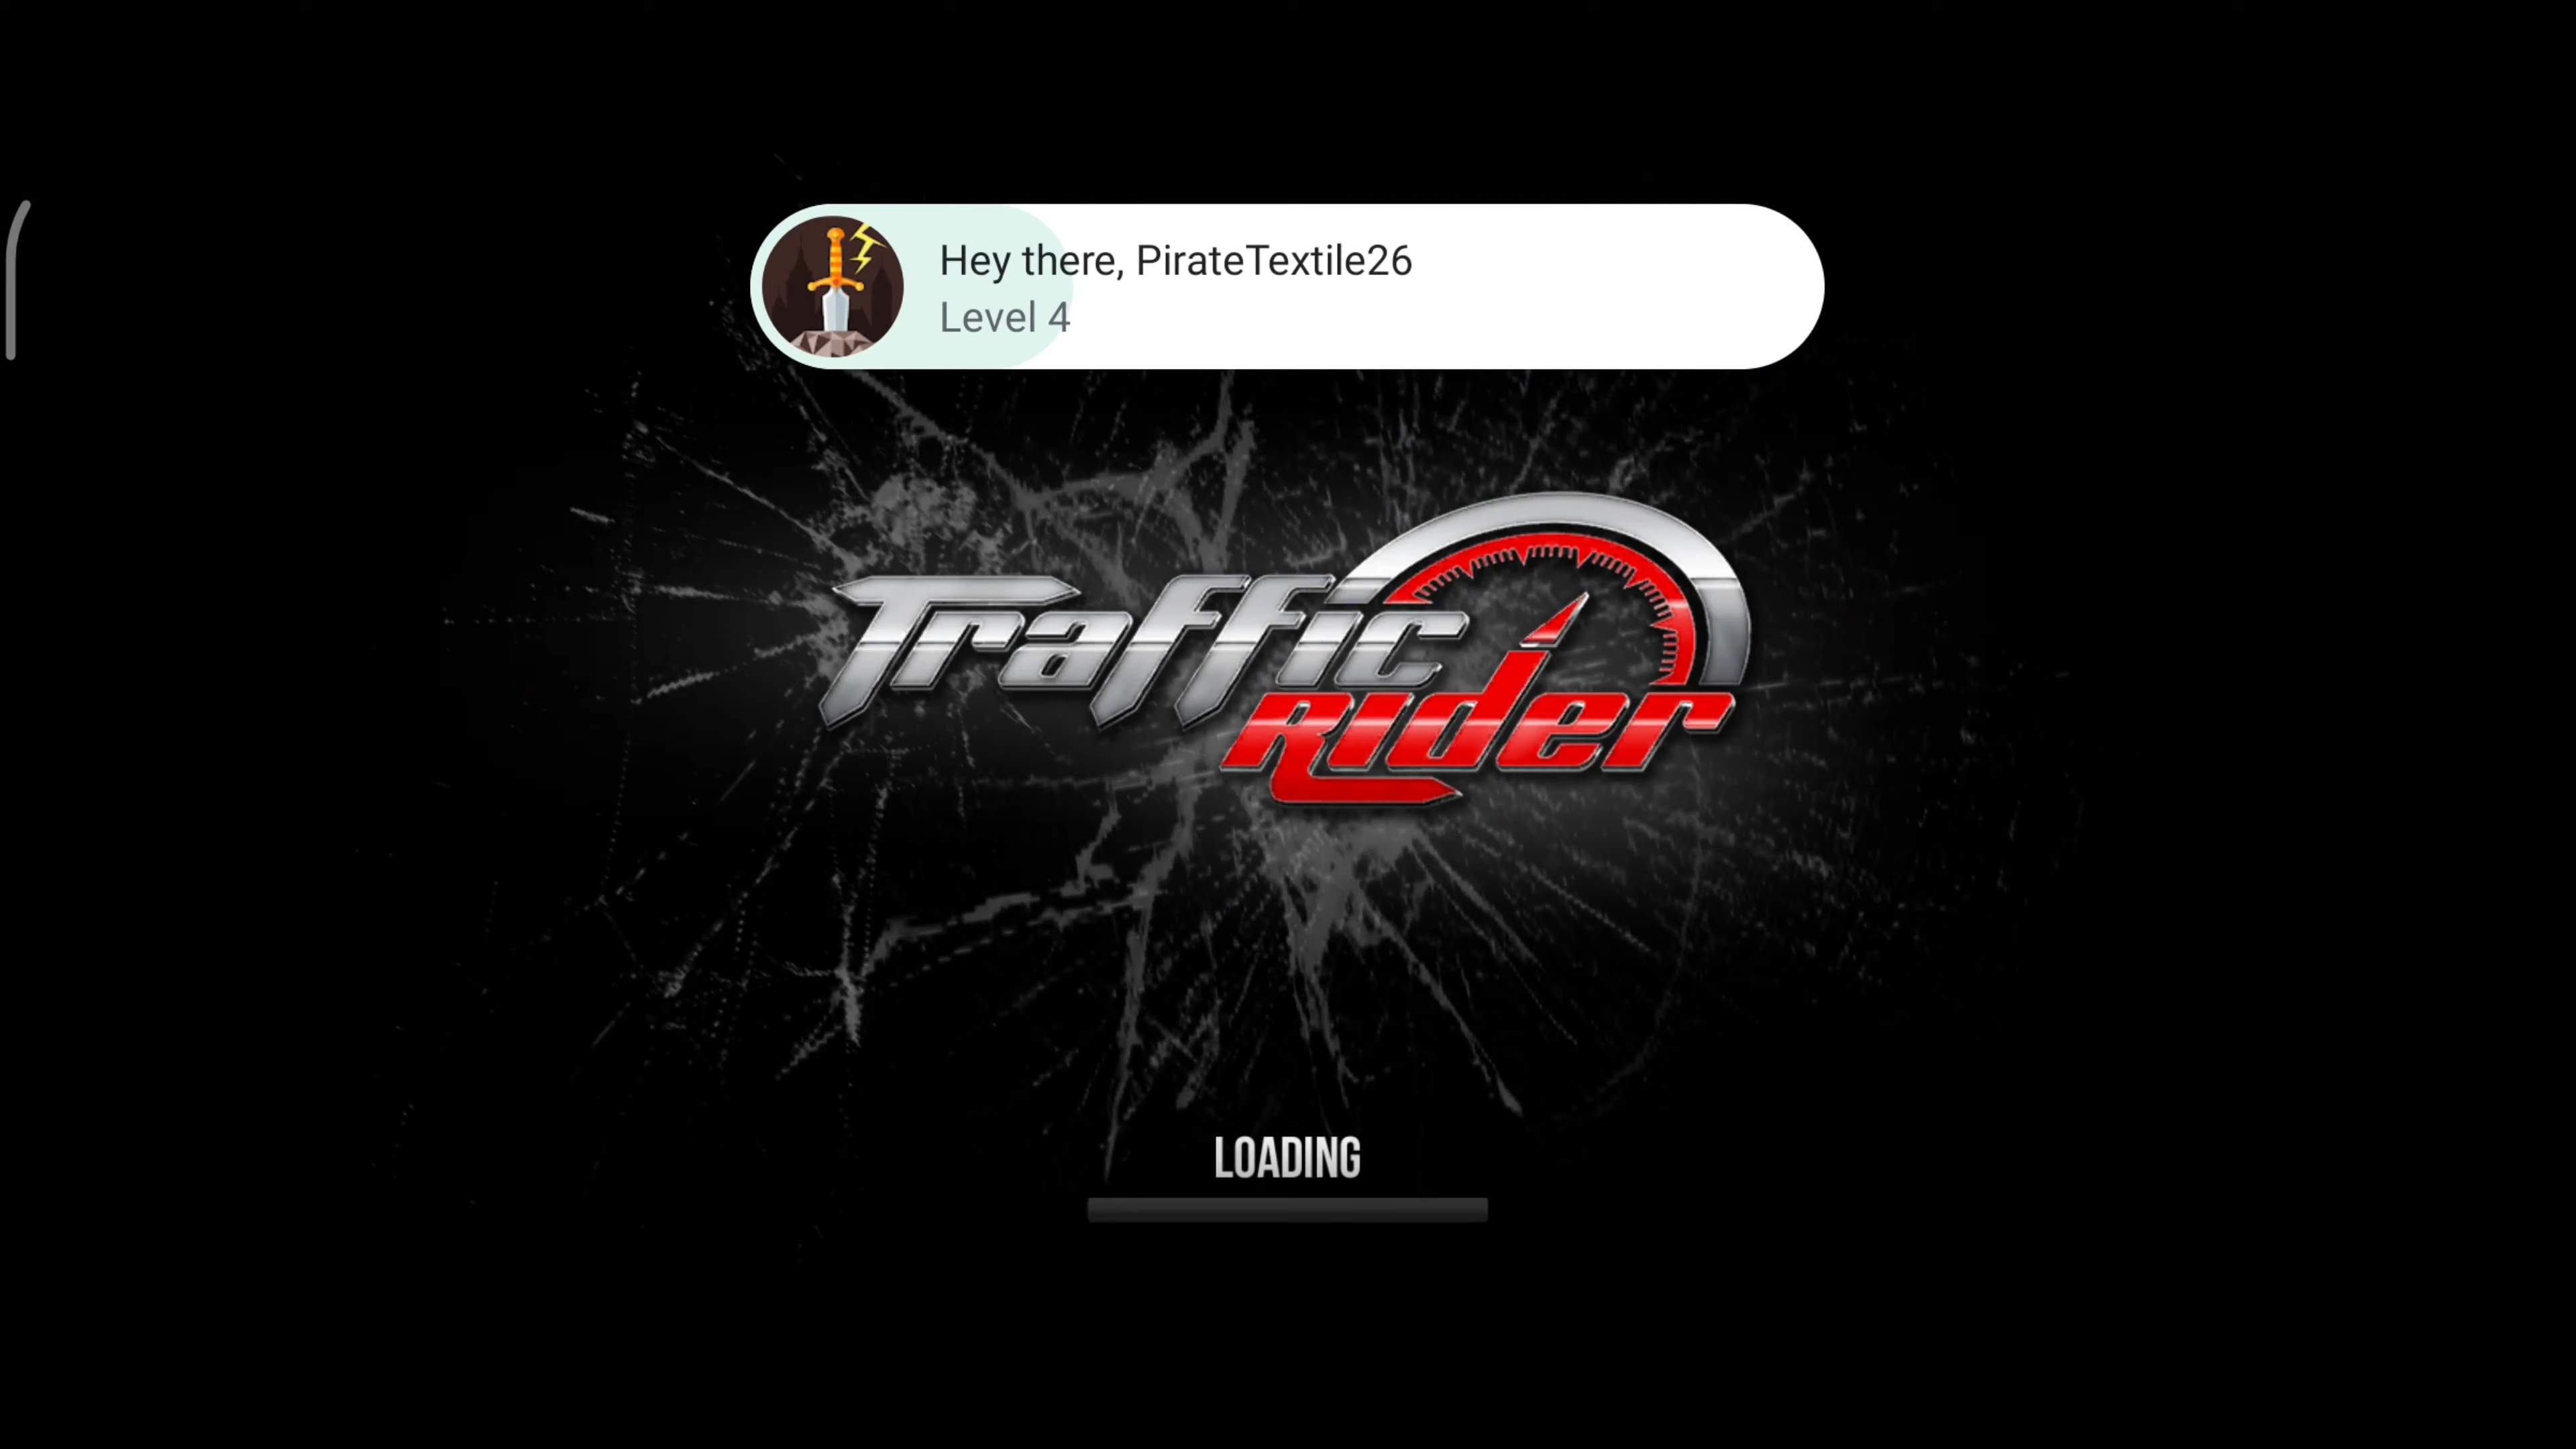 Hey there, PirateTextile26
Level 4
Traffic
Rider
LOADING